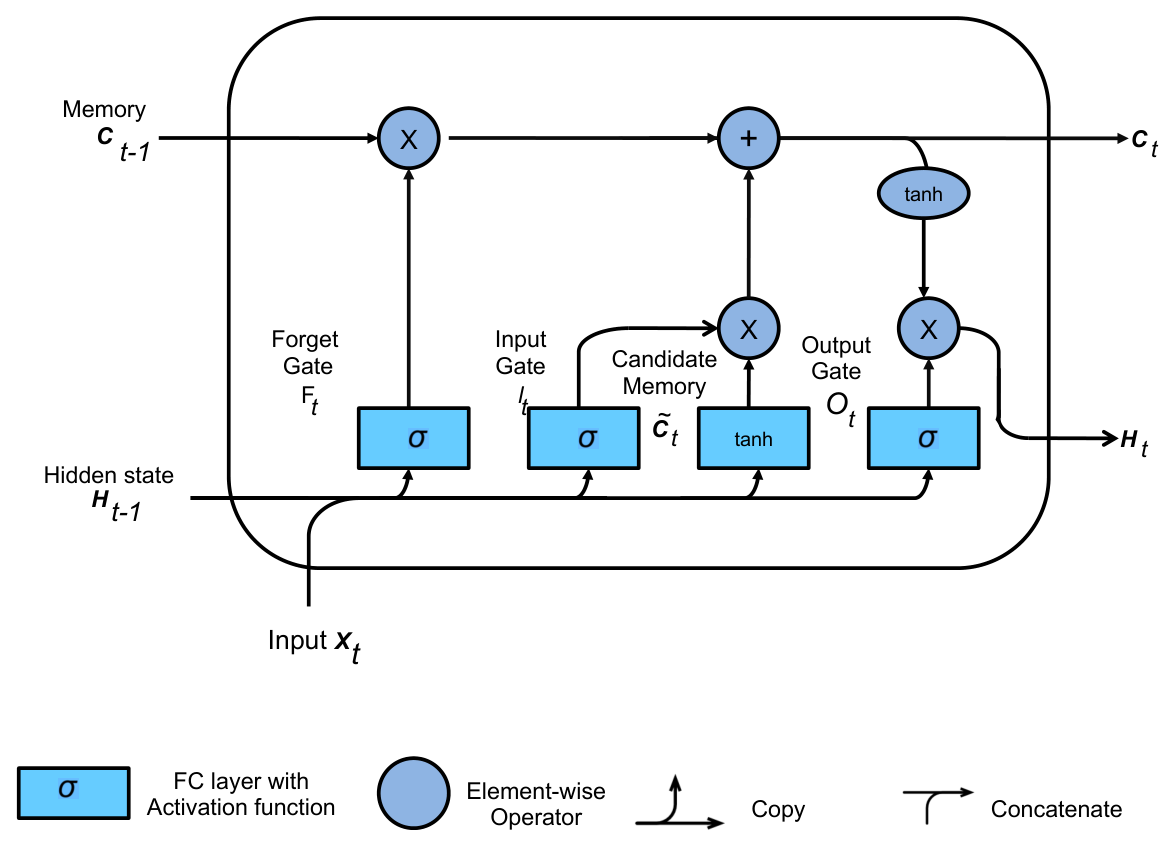 Memory
C t-1
X
+
C t
tanh
Forget
Gate
F t
Input
Gate
I t
Candidate
Memory
C̃ t
X
Output
Gate
O t
X
σ
σ
tanh
σ
H t
Hidden state
H t-1
Input X t
σ
FC layer with
Activation function
Element-wise
Operator
Copy
Concatenate